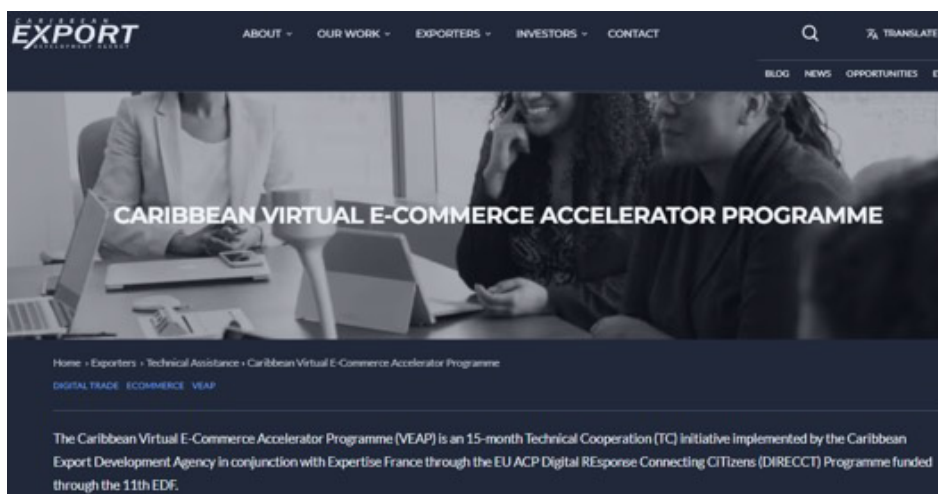 CARIBBEAN
EXPORT
DEVELOPMENT AGENCY
ABOUT OUR WORK EXPORTERS INVESTORS CONTACT TRANSLATE
BLOG NEWS OPPORTUNITIES E
CARIBBEAN VIRTUAL E-COMMERCE ACCELERATOR PROGRAMME
Home » Exporters » Technical Assistance » Caribbean Virtual E-Commerce Accelerator Programme
DIGITAL TRADE ECOMMERCE VEAP
The Caribbean Virtual E-Commerce Accelerator Programme (VEAP) is an 15-month Technical Cooperation (TC) initiative implemented by the Caribbean
Export Development Agency in conjunction with Expertise France through the EU ACP Digital REsponse Connecting CiTizens (DIRECCT) Programme funded
through the 11th EDF.